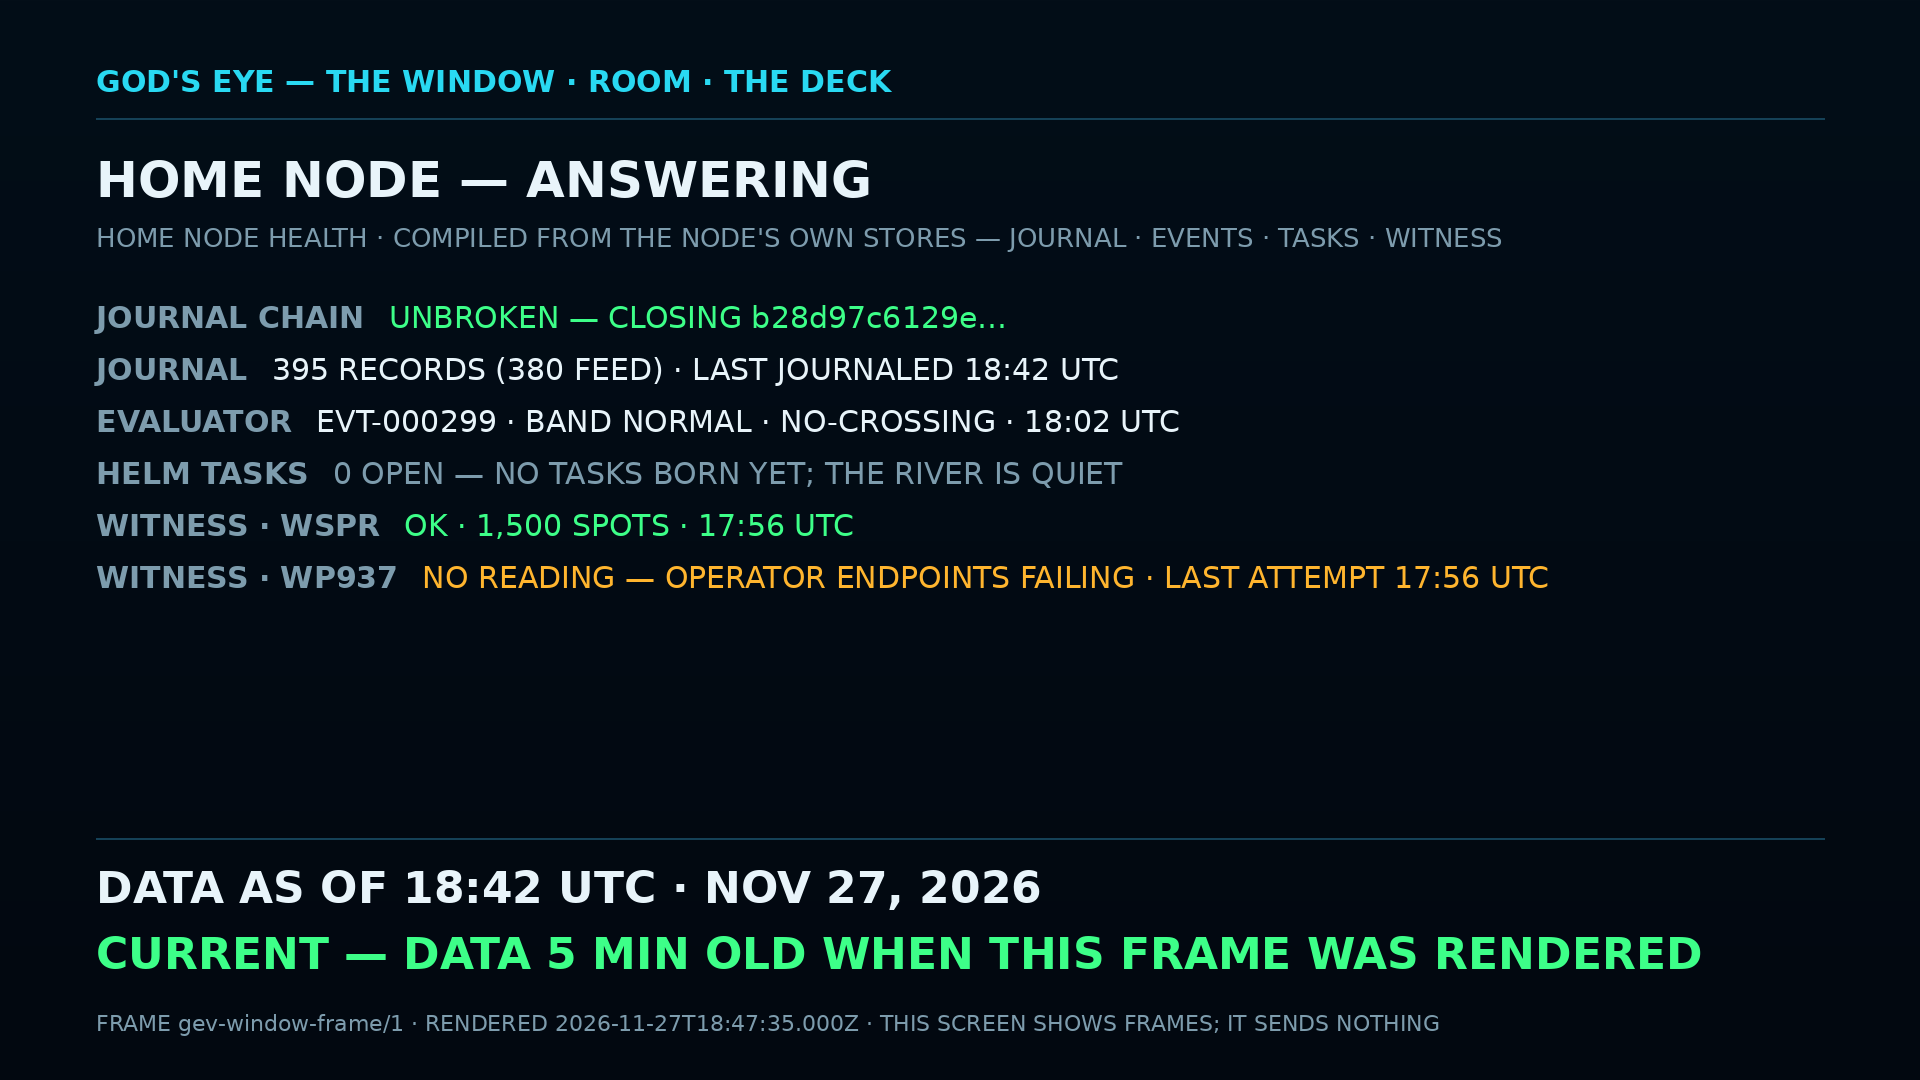 GOD'S EYE — THE WINDOW · ROOM · THE DECK
HOME NODE — ANSWERING
HOME NODE HEALTH · COMPILED FROM THE NODE'S OWN STORES — JOURNAL · EVENTS · TASKS · WITNESS
JOURNAL CHAIN UNBROKEN — CLOSING b28d97c6129e...
JOURNAL 395 RECORDS (380 FEED) · LAST JOURNALED 18:42 UTC
EVALUATOR EVT-000299 · BAND NORMAL · NO-CROSSING · 18:02 UTC
HELM TASKS 0 OPEN — NO TASKS BORN YET; THE RIVER IS QUIET
WITNESS · WSPR OK · 1,500 SPOTS · 17:56 UTC
WITNESS · WP937 NO READING — OPERATOR ENDPOINTS FAILING · LAST ATTEMPT 17:56 UTC
DATA AS OF 18:42 UTC · NOV 27, 2026
CURRENT — DATA 5 MIN OLD WHEN THIS FRAME WAS RENDERED
FRAME gev-window-frame/1 · RENDERED 2026-11-27T18:47:35.000Z · THIS SCREEN SHOWS FRAMES; IT SENDS NOTHING